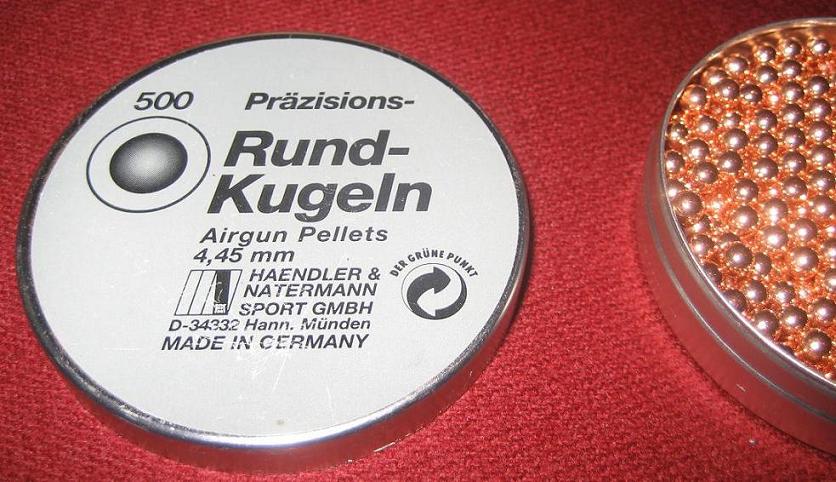 500 Präzisions-
Rund-
Kugeln
Airgun Pellets
4,45 mm
HAENDLER &
NATERMANN
SPORT GMBH
D-34332 Hann. Münden
MADE IN GERMANY
DER GRÜNE PUNKT